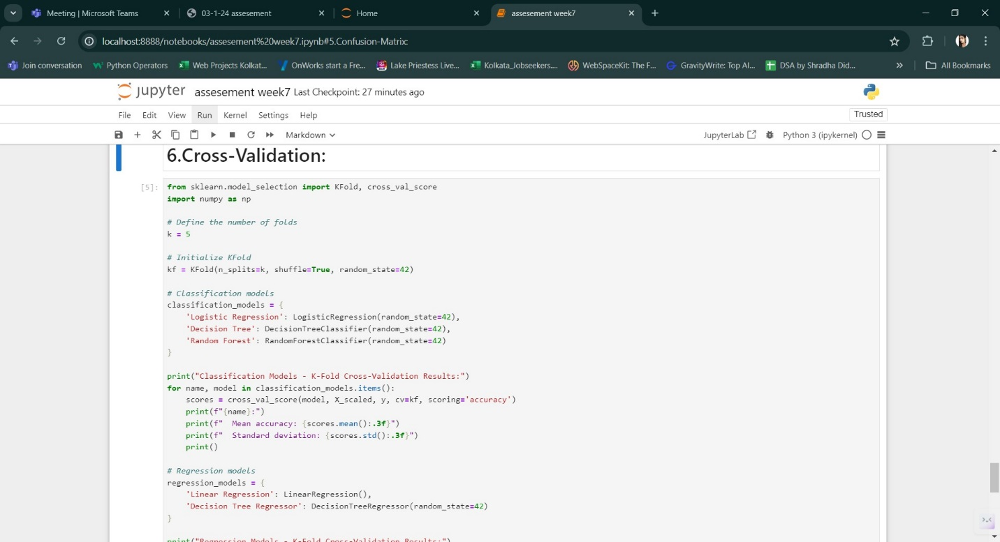 Meeting | Microsoft Teams
03-1-24 assesement
Home
assesement week7
localhost:8888/notebooks/assesement%20week7.ipynb#5.Confusion-Matrix:
Join conversation
Python Operators
Web Projects Kolkat...
OnWorks start a Fre...
Lake Priestess Live...
Kolkata_Jobseekers....
WebSpaceKit: The F...
GravityWrite: Top AI...
DSA by Shradha Did...
All Bookmarks
jupyter assesement week7 Last Checkpoint: 27 minutes ago
File Edit View Run Kernel Settings Help
Trusted
Markdown
JupyterLab
Python 3 (ipykernel)
6.Cross-Validation:
[5]:
from sklearn.model_selection import KFold, cross_val_score
import numpy as np
# Define the number of folds
k = 5
# Initialize KFold
kf = KFold(n_splits=k, shuffle=True, random_state=42)
# Classification models
classification_models = {
    'Logistic Regression': LogisticRegression(random_state=42),
    'Decision Tree': DecisionTreeClassifier(random_state=42),
    'Random Forest': RandomForestClassifier(random_state=42)
}
print("Classification Models - K-Fold Cross-Validation Results:")
for name, model in classification_models.items():
    scores = cross_val_score(model, X_scaled, y, cv=kf, scoring='accuracy')
    print(f"{name}:")
    print(f"  Mean accuracy: {scores.mean():.3f}")
    print(f"  Standard deviation: {scores.std():.3f}")
    print()
# Regression models
regression_models = {
    'Linear Regression': LinearRegression(),
    'Decision Tree Regressor': DecisionTreeRegressor(random_state=42)
}
print("Regression Models - K-Fold Cross-Validation Results:")